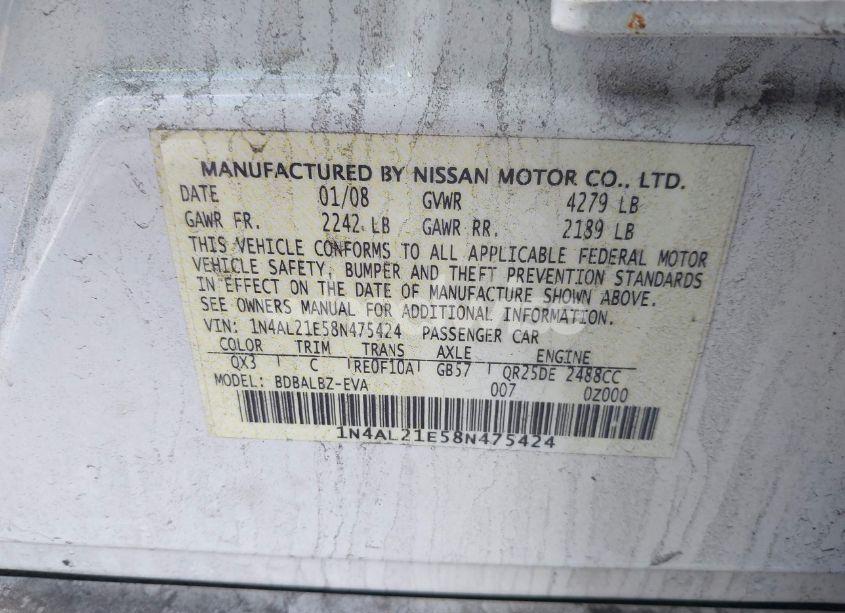 MANUFACTURED BY NISSAN MOTOR CO., LTD.
DATE 01/08 GVWR 4279 LB
GAWR FR. 2242 LB GAWR RR. 2189 LB
THIS VEHICLE CONFORMS TO ALL APPLICABLE FEDERAL MOTOR
VEHICLE SAFETY, BUMPER AND THEFT PREVENTION STANDARDS
IN EFFECT ON THE DATE OF MANUFACTURE SHOWN ABOVE.
SEE OWNERS MANUAL FOR ADDITIONAL INFORMATION.
VIN: 1N4AL21E58N475424 PASSENGER CAR
COLOR TRIM TRANS AXLE ENGINE
QX3 C RE0F10A GB57 QR25DE 2488CC
MODEL: BDBALBZ-EVA 007 0Z000
1N4AL21E58N475424